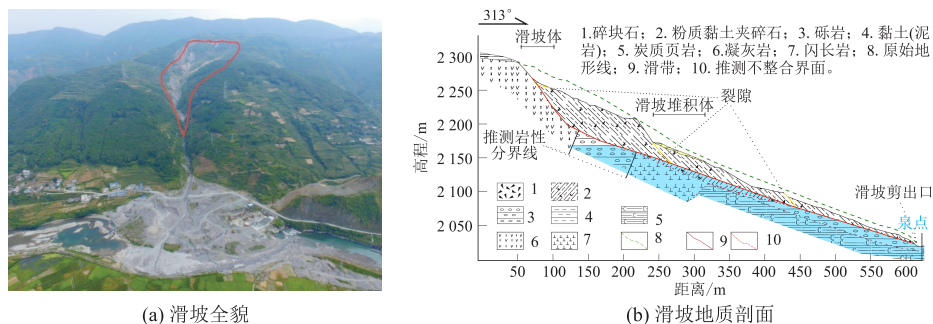 313°
滑坡体
1.碎块石；2. 粉质黏土夹碎石；3. 砾岩；4. 黏土(泥
岩)；5. 炭质页岩；6.凝灰岩；7. 闪长岩；8. 原始地
形线；9. 滑带；10. 推测不整合界面。
2 300
2 250
2 200
2 150
2 100
2 050
高程/m
裂隙
滑坡堆积体
推测岩性
分界线
滑坡剪出口
泉点
1
2
3
4
5
6
7
8
9
10
50
100
150
200
250
300
350
400
450
500
550
600
距离/m
(a) 滑坡全貌
(b) 滑坡地质剖面